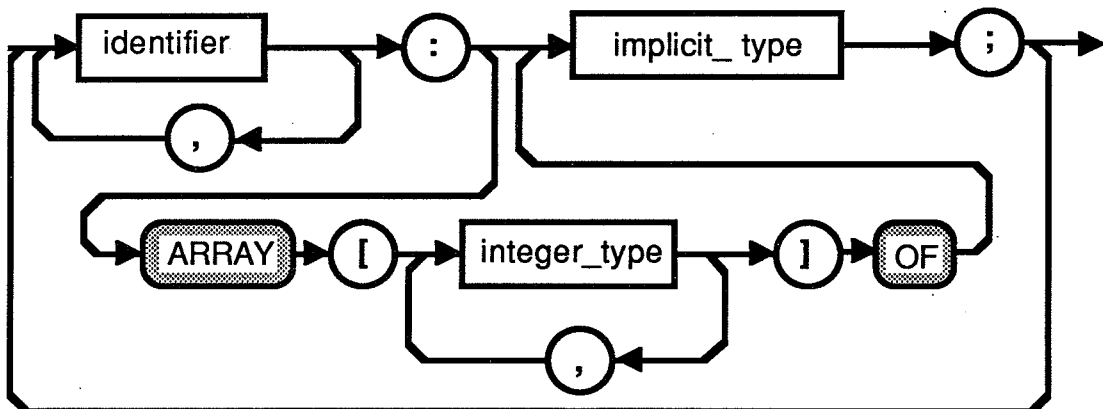 identifier : implicit_ type ;
,
ARRAY [ integer_type ] OF
,